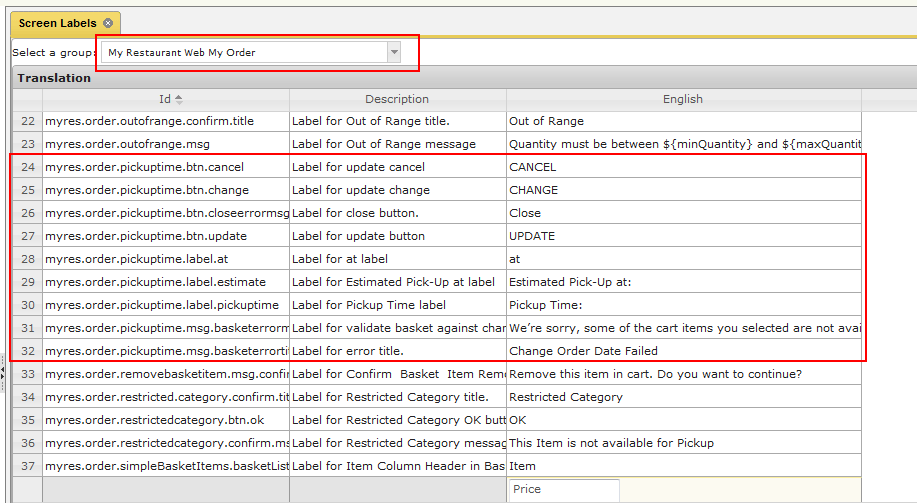 Screen Labels
Select a group: My Restaurant Web My Order
Translation
Id Description English
22 myres.order.outofrange.confirm.title Label for Out of Range title. Out of Range
23 myres.order.outofrange.msg Label for Out of Range message Quantity must be between ${minQuantity} and ${maxQuantit
24 myres.order.pickuptime.btn.cancel Label for update cancel CANCEL
25 myres.order.pickuptime.btn.change Label for update change CHANGE
26 myres.order.pickuptime.btn.closeerrormsg Label for close button. Close
27 myres.order.pickuptime.btn.update Label for update button UPDATE
28 myres.order.pickuptime.label.at Label for at label at
29 myres.order.pickuptime.label.estimate Label for Estimated Pick-Up at label Estimated Pick-Up at:
30 myres.order.pickuptime.label.pickuptime Label for Pickup Time label Pickup Time:
31 myres.order.pickuptime.msg.basketerrorm Label for validate basket against char We're sorry, some of the cart items you selected are not avai
32 myres.order.pickuptime.msg.basketerrorti Label for error title. Change Order Date Failed
33 myres.order.removebasketitem.msg.confi Label for Confirm Basket Item Rem Remove this item in cart. Do you want to continue?
34 myres.order.restricted.category.confirm.tit Label for Restricted Category title. Restricted Category
35 myres.order.restrictedcategory.btn.ok Label for Restricted Category OK butt OK
36 myres.order.restrictedcategory.confirm.ms Label for Restricted Category messag This Item is not available for Pickup
37 myres.order.simpleBasketItems.basketList Label for Item Column Header in Bas Item
Price